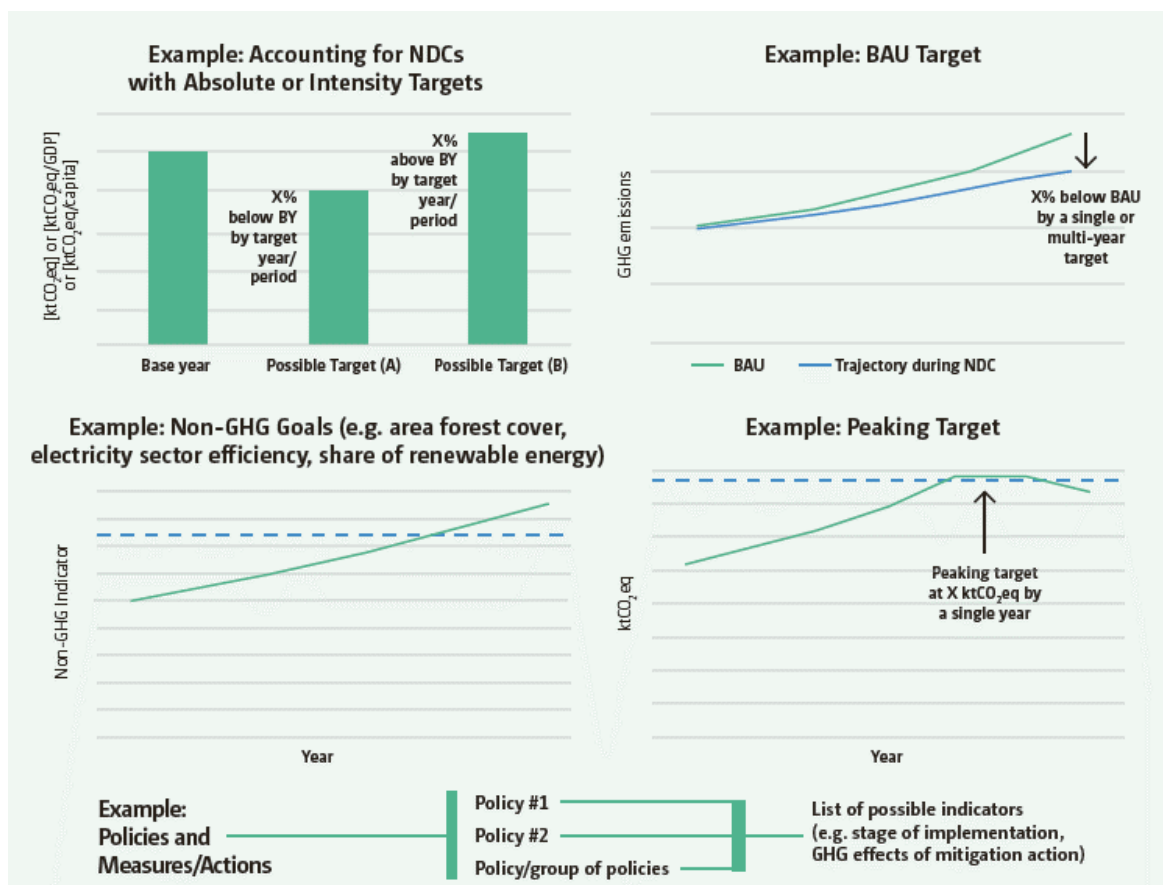 Example: Accounting for NDCs
with Absolute or Intensity Targets
[ktCO₂eq] or [ktCO₂eq/GDP]
or [ktCO₂eq/capita]
X%
below BY
by target
year/
period
X%
above BY
by target
year/
period
Base year
Possible Target (A)
Possible Target (B)
Example: BAU Target
GHG emissions
X% below BAU
by a single or
multi-year
target
BAU
Trajectory during NDC
Example: Non-GHG Goals (e.g. area forest cover,
electricity sector efficiency, share of renewable energy)
Non-GHG Indicator
Year
Example: Peaking Target
ktCO₂eq
Peaking target
at X ktCO₂eq by
a single year
Year
Example:
Policies and
Measures/Actions
Policy #1
Policy #2
Policy/group of policies
List of possible indicators
(e.g. stage of implementation,
GHG effects of mitigation action)